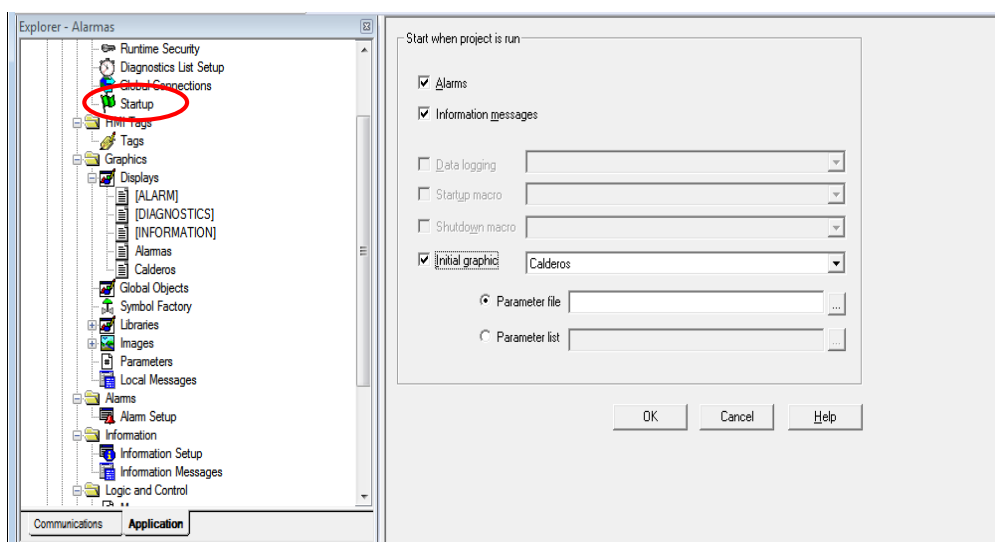 Explorer - Alarmas
Runtime Security
Diagnostics List Setup
Global Connections
Startup
HMI Tags
Tags
Graphics
Displays
[ALARM]
[DIAGNOSTICS]
[INFORMATION]
Alarmas
Calderos
Global Objects
Symbol Factory
Libraries
Images
Parameters
Local Messages
Alarms
Alarm Setup
Information
Information Setup
Information Messages
Logic and Control
Communications
Application
Start when project is run
Alarms
Information messages
Data logging
Startup macro
Shutdown macro
Initial graphic
Calderos
Parameter file
...
Parameter list
...
OK
Cancel
Help